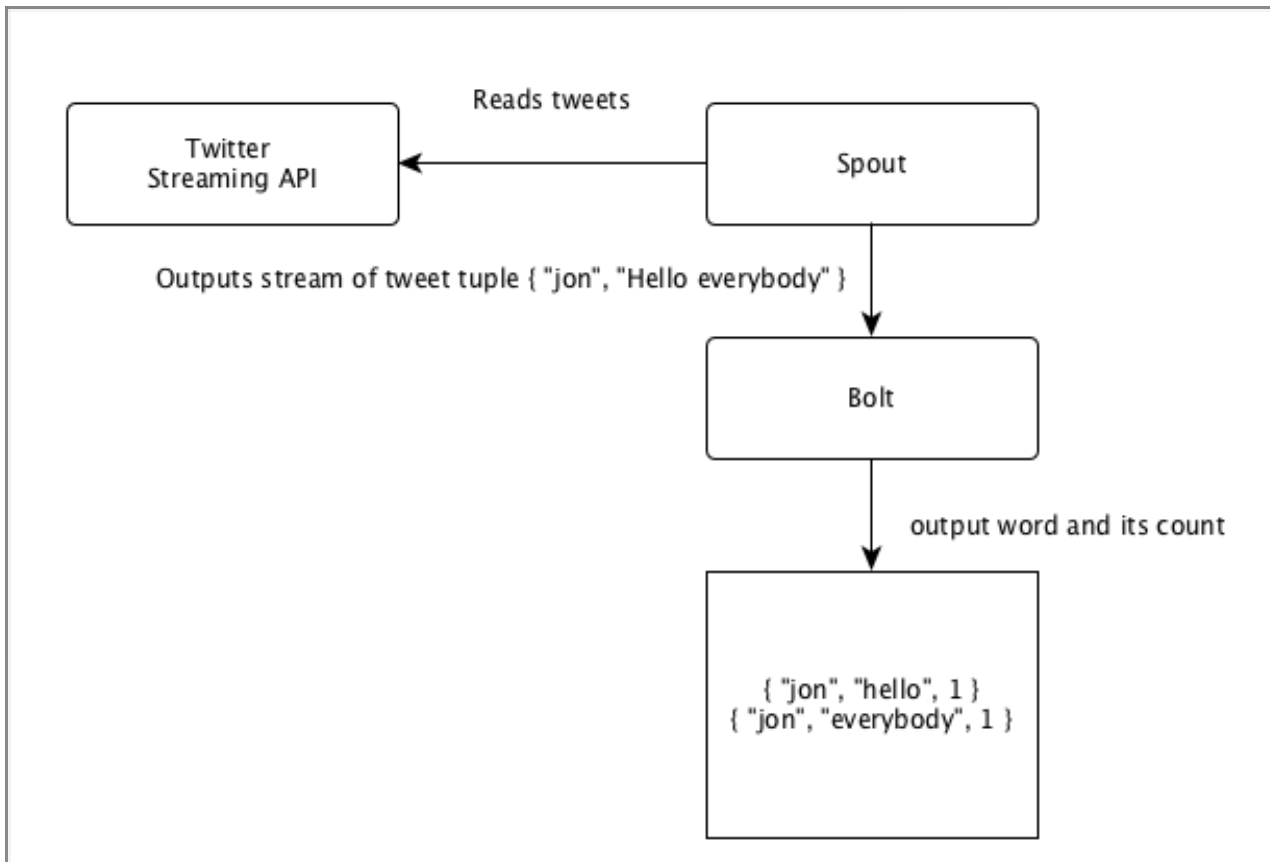 Reads tweets
Twitter
Streaming API
Spout
Outputs stream of tweet tuple { "jon", "Hello everybody" }
Bolt
output word and its count
{ "jon", "hello", 1 }
{ "jon", "everybody", 1 }